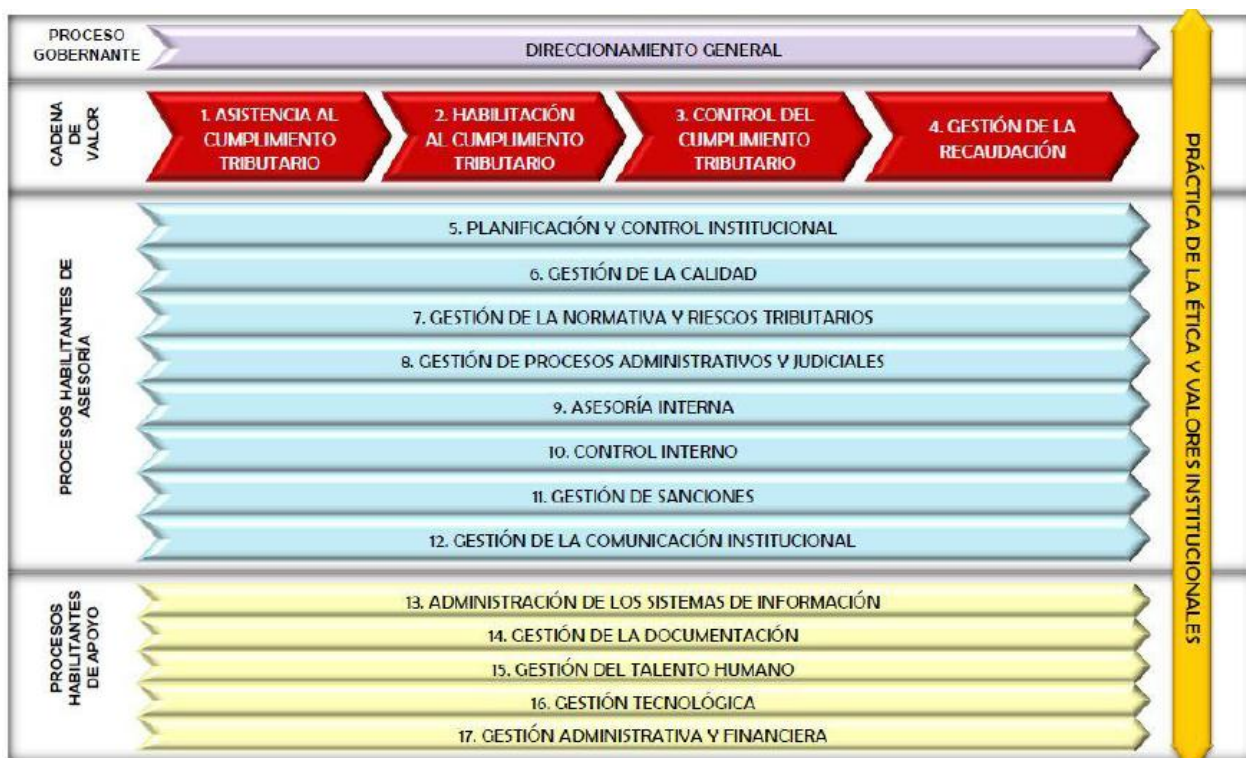 PROCESO
GOBERNANTE
DIRECCIONAMIENTO GENERAL
CADENA
DE
VALOR
1. ASISTENCIA AL
CUMPLIMIENTO
TRIBUTARIO
2. HABILITACIÓN
AL CUMPLIMIENTO
TRIBUTARIO
3. CONTROL DEL
CUMPLIMIENTO
TRIBUTARIO
4. GESTIÓN DE LA
RECAUDACIÓN
PROCESOS HABILITANTES DE
ASESORÍA
5. PLANIFICACIÓN Y CONTROL INSTITUCIONAL
6. GESTIÓN DE LA CALIDAD
7. GESTIÓN DE LA NORMATIVA Y RIESGOS TRIBUTARIOS
8. GESTIÓN DE PROCESOS ADMINISTRATIVOS Y JUDICIALES
9. ASESORÍA INTERNA
10. CONTROL INTERNO
11. GESTIÓN DE SANCIONES
12. GESTIÓN DE LA COMUNICACIÓN INSTITUCIONAL
PROCESOS
HABILITANTES
DE APOYO
13. ADMINISTRACIÓN DE LOS SISTEMAS DE INFORMACIÓN
14. GESTIÓN DE LA DOCUMENTACIÓN
15. GESTIÓN DEL TALENTO HUMANO
16. GESTIÓN TECNOLÓGICA
17. GESTIÓN ADMINISTRATIVA Y FINANCIERA
PRÁCTICA DE LA ÉTICA Y VALORES INSTITUCIONALES